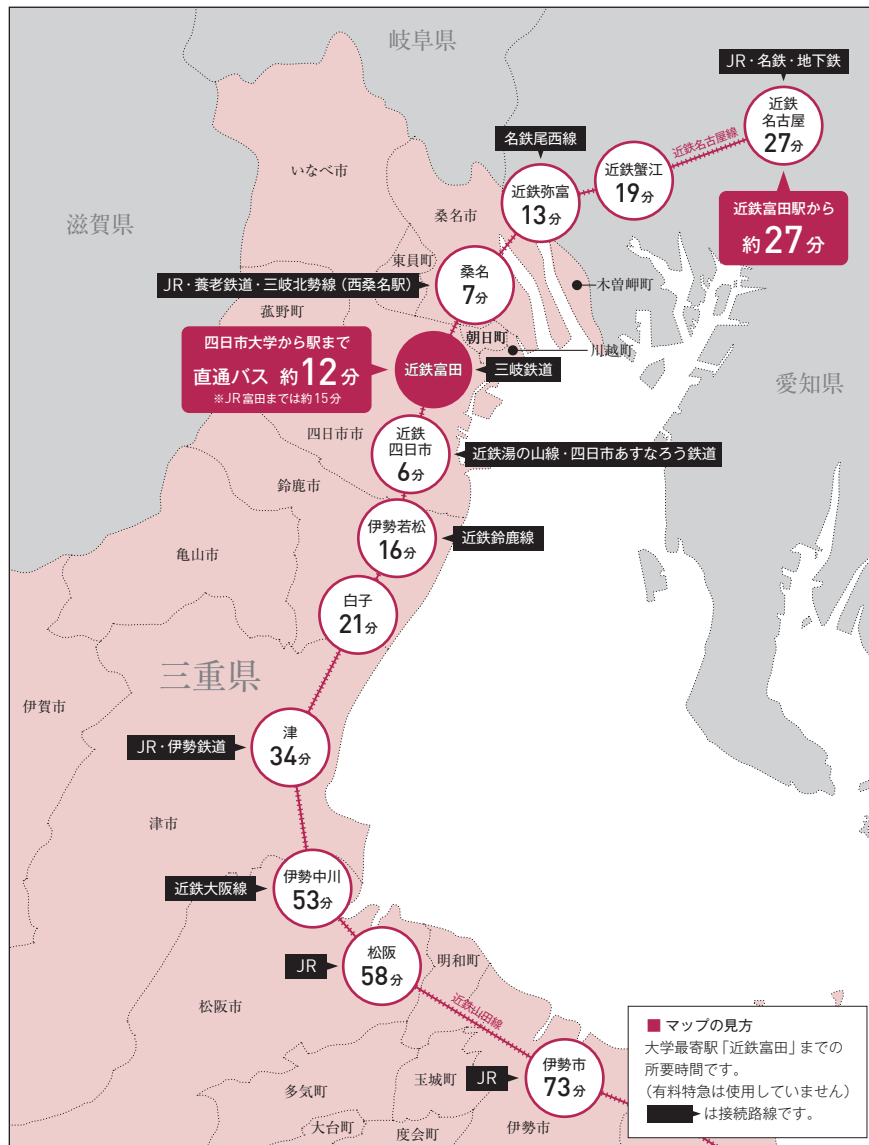 岐阜県
JR・名鉄・地下鉄
近鉄
名古屋
27分
近鉄名古屋線
名鉄尾西線
近鉄蟹江
19分
いなべ市
近鉄弥富
13分
近鉄富田駅から
約27分
滋賀県
桑名市
東員町
桑名
7分
JR・養老鉄道・三岐北勢線(西桑名駅)
木曽岬町
菰野町
朝日町
川越町
四日市大学から駅まで
直通バス 約12分
※JR富田までは約15分
近鉄富田
三岐鉄道
愛知県
四日市市
近鉄
四日市
6分
近鉄湯の山線・四日市あすなろう鉄道
鈴鹿市
伊勢若松
16分
近鉄鈴鹿線
亀山市
白子
21分
三重県
伊賀市
津
34分
JR・伊勢鉄道
津市
伊勢中川
53分
近鉄大阪線
松阪
58分
JR
明和町
松阪市
近鉄山田線
伊勢市
73分
JR
玉城町
多気町
大台町
度会町
伊勢市
■ マップの見方
大学最寄駅「近鉄富田」までの
所要時間です。
(有料特急は使用していません)
は接続路線です。